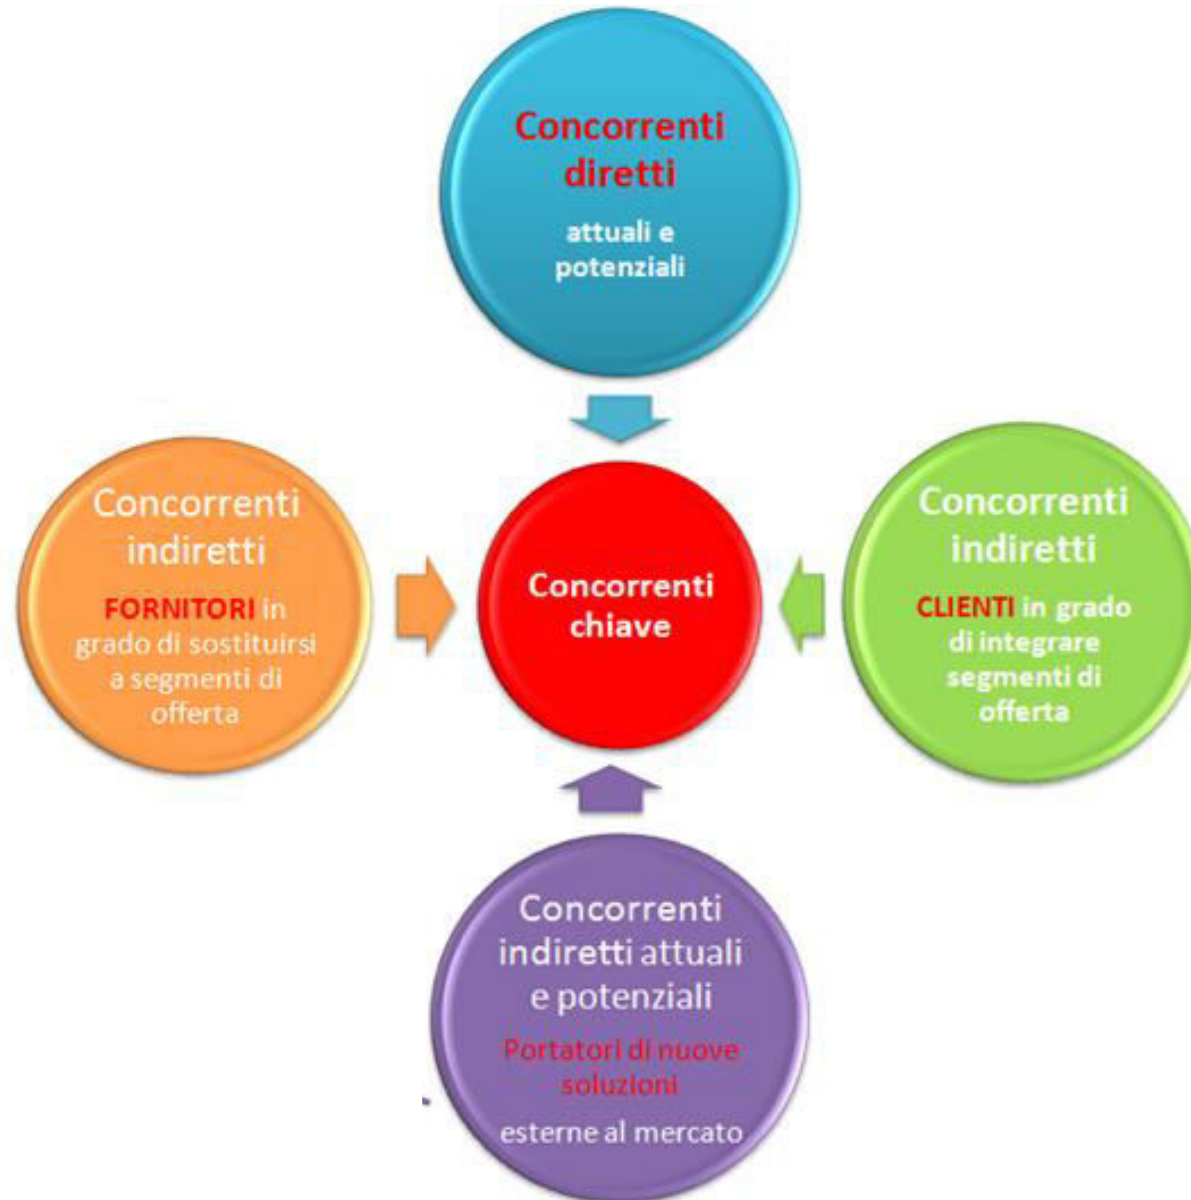 Concorrenti
diretti
attuali e
potenziali
Concorrenti
indiretti
FORNITORI in
grado di sostituirsi
a segmenti di
offerta
Concorrenti
chiave
Concorrenti
indiretti
CLIENTI in grado
di integrare
segmenti di
offerta
Concorrenti
indiretti attuali
e potenziali
Portatori di nuove
soluzioni
esterne al mercato